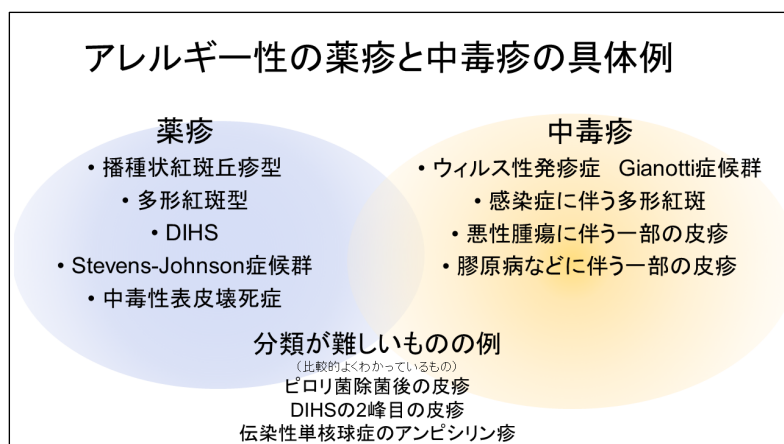 アレルギー性の薬疹と中毒疹の具体例
薬疹
• 播種状紅斑丘疹型
• 多形紅斑型
• DIHS
• Stevens-Johnson症候群
• 中毒性表皮壊死症
中毒疹
• ウィルス性発疹症　Gianotti症候群
• 感染症に伴う多形紅斑
• 悪性腫瘍に伴う一部の皮疹
• 膠原病などに伴う一部の皮疹
分類が難しいものの例
（比較的よくわかっているもの）
ピロリ菌除菌後の皮疹
DIHSの2峰目の皮疹
伝染性単核球症のアンピシリン疹